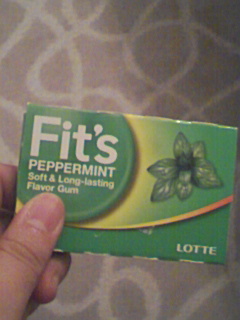 Fit's
PEPPERMINT
Soft & Long-lasting
Flavor Gum
LOTTE